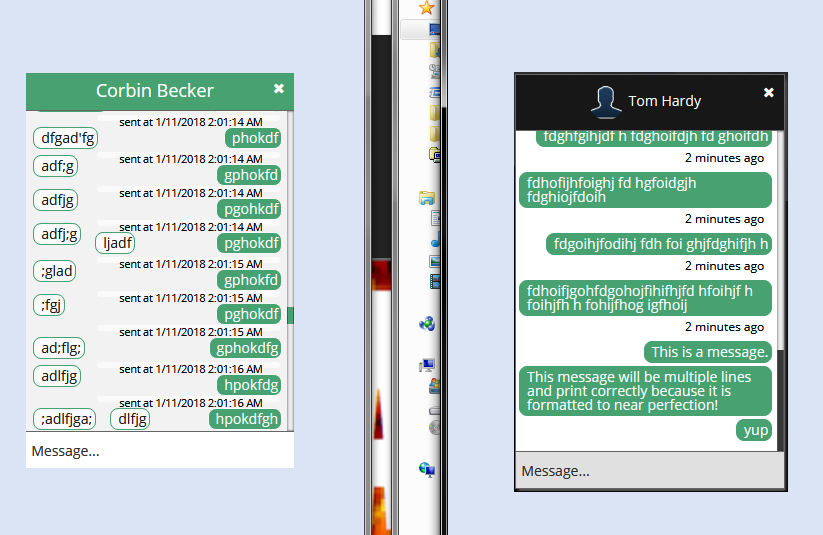 Corbin Becker
sent at 1/11/2018 2:01:14 AM
dfgad'fg
phokdf
sent at 1/11/2018 2:01:14 AM
adf;g
gphokfd
sent at 1/11/2018 2:01:14 AM
adfjg
pgohkdf
sent at 1/11/2018 2:01:14 AM
adfj;g
ljadf
pghokdf
sent at 1/11/2018 2:01:15 AM
;glad
gphokfd
sent at 1/11/2018 2:01:15 AM
;fgj
pghokdf
sent at 1/11/2018 2:01:15 AM
ad;flg;
gphokdfg
sent at 1/11/2018 2:01:16 AM
adlfjg
hpokfdg
sent at 1/11/2018 2:01:16 AM
;adlfjga;
dlfjg
hpokdfgh
Message...
Tom Hardy
fdghfgihjdf h fdghoifdjh fd ghoifdh
2 minutes ago
fdhofijhfoighj fd hgfoidgjh
fdghiojfdoih
2 minutes ago
fdgoihjfodihj fdh foi ghjfdghifjh h
2 minutes ago
fdhoifjgohfdgohojfihifhjfd hfoihjf h
foihjfh h fohijfhog igfhoij
2 minutes ago
This is a message.
This message will be multiple lines
and print correctly because it is
formatted to near perfection!
yup
Message...